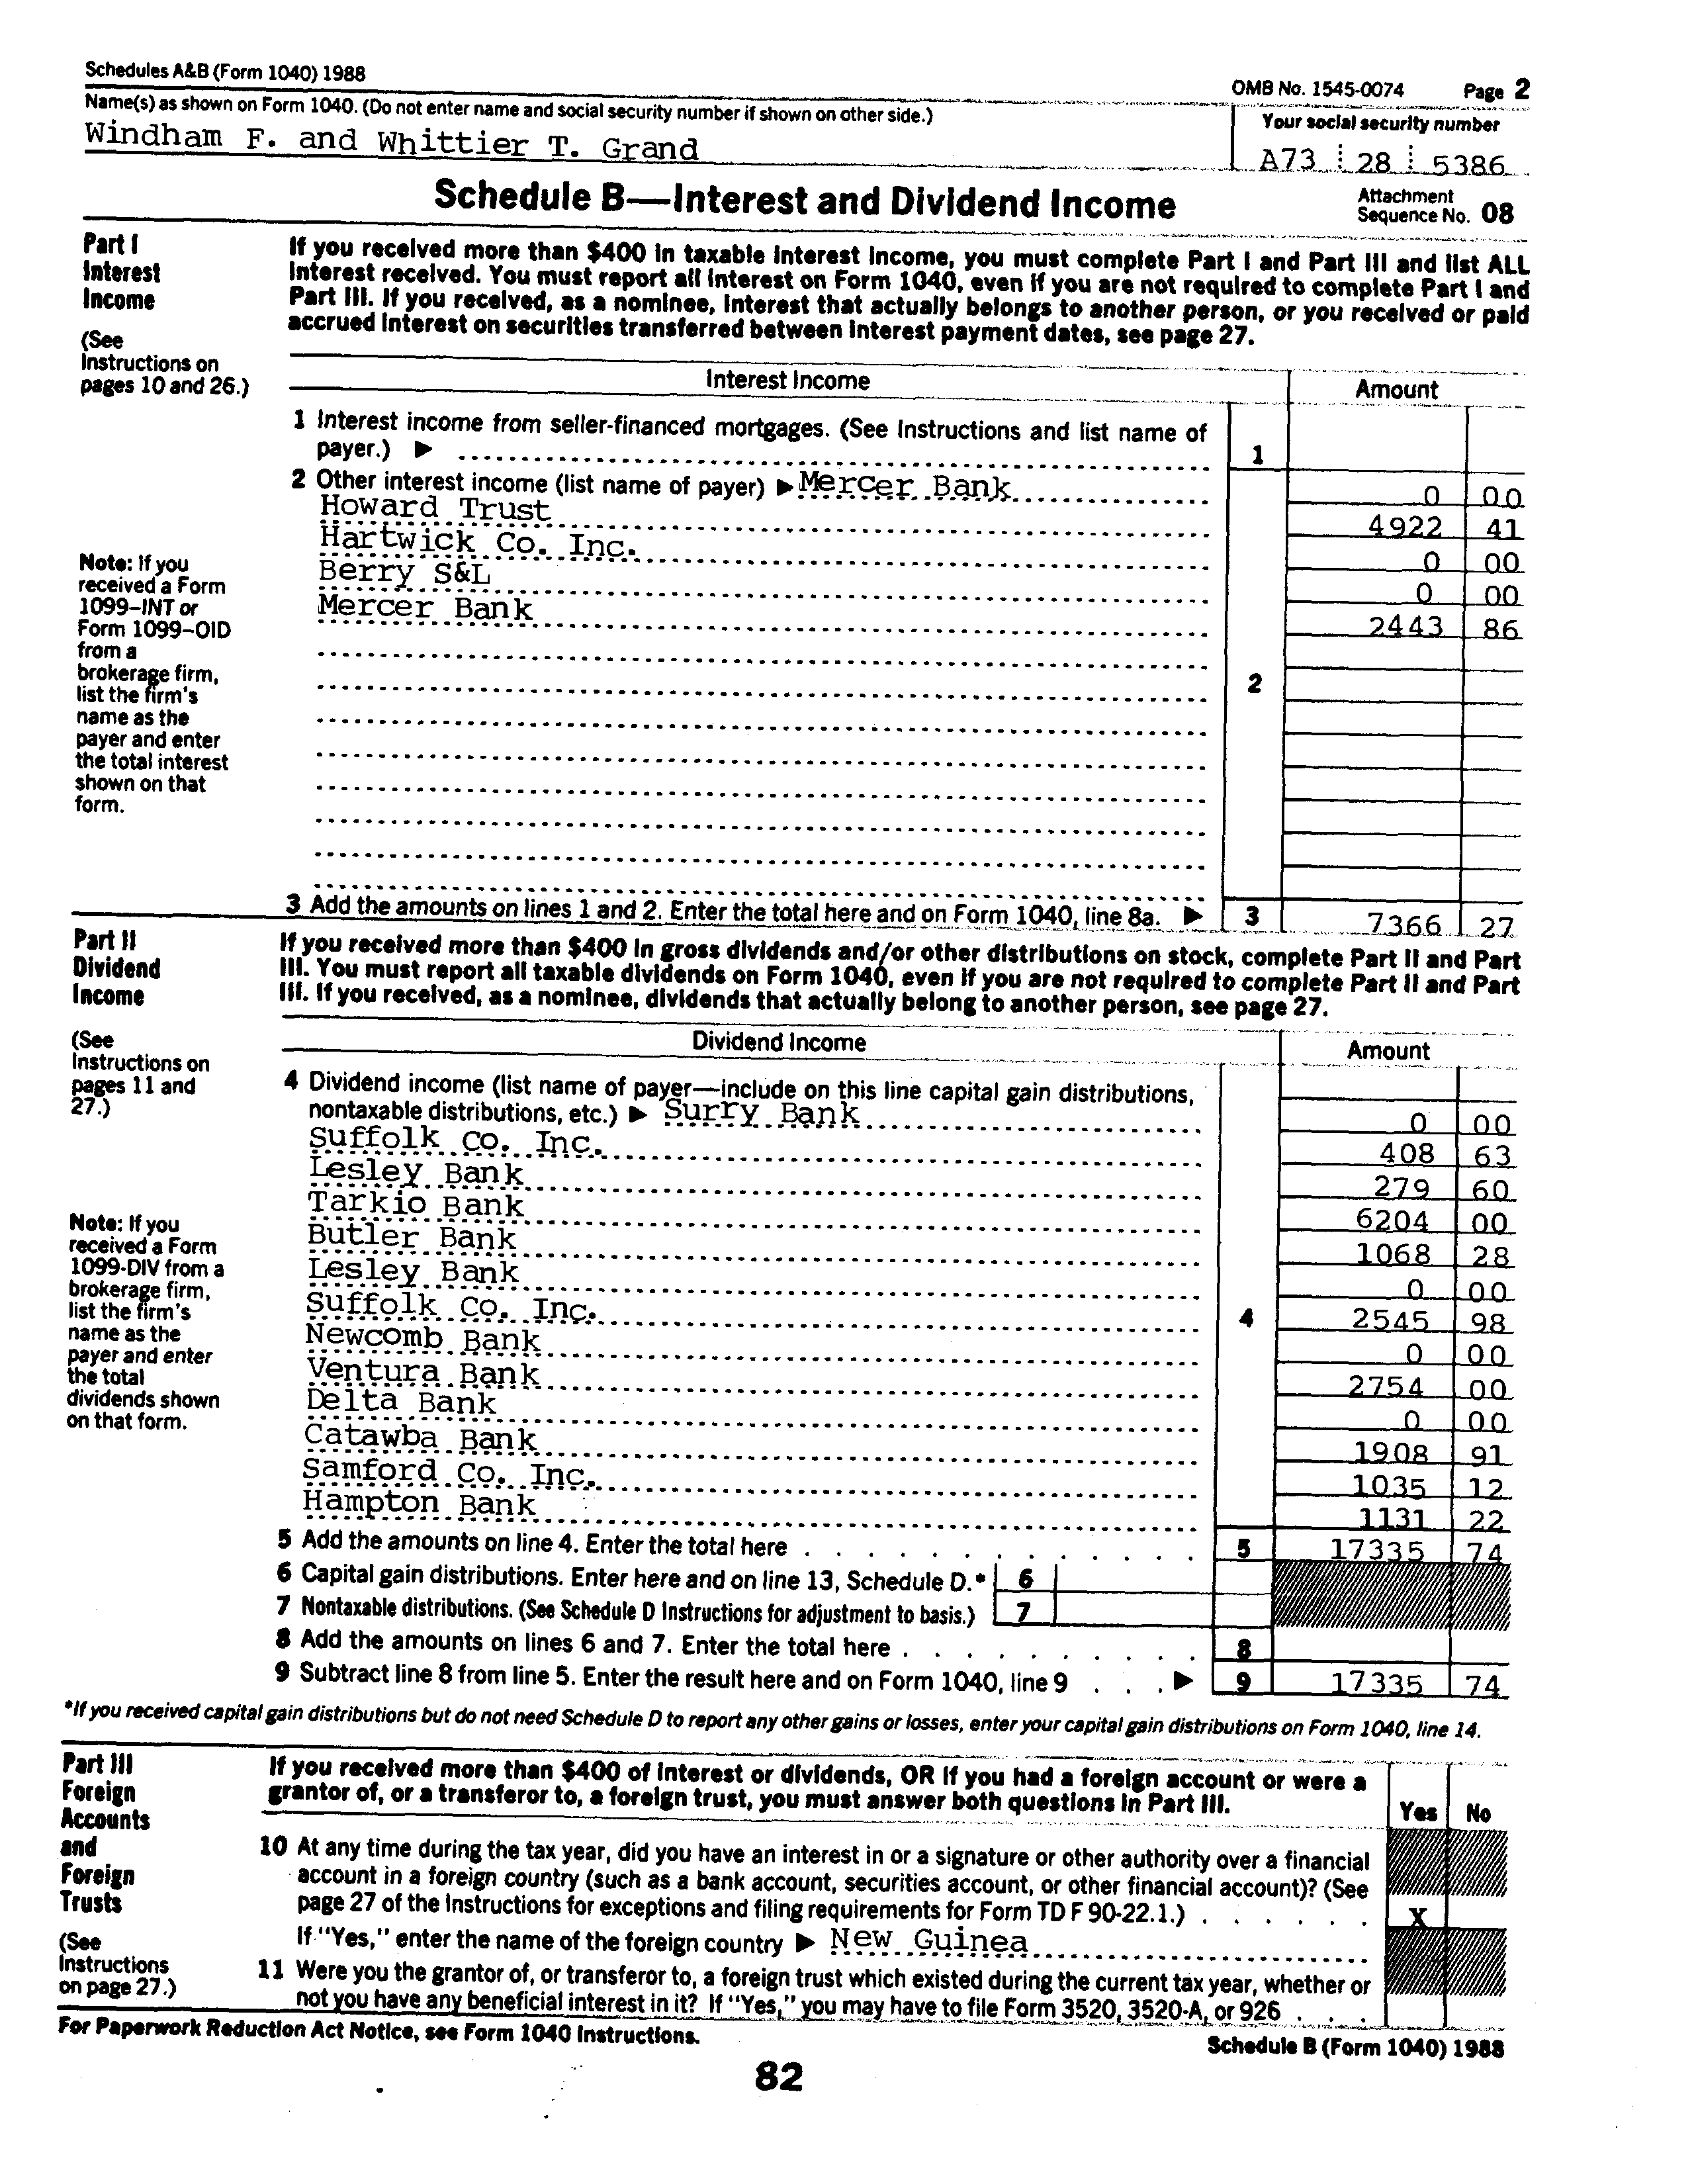 Schedules A&B (Form 1040) 1988
OMB No. 1545-0074 Page 2
Name(s) as shown on Form 1040. (Do not enter name and social security number if shown on other side.)
Your social security number
Windham F. and Whittier T. Grand
A73 28 5386
Schedule B—Interest and Dividend Income
Attachment
Sequence No. 08
Part I
Interest
Income
(See
Instructions on
pages 10 and 26.)
If you received more than $400 in taxable interest income, you must complete Part I and Part III and list ALL
interest received. You must report all interest on Form 1040, even if you are not required to complete Part I and
Part III. If you received, as a nominee, interest that actually belongs to another person, or you received or paid
accrued interest on securities transferred between interest payment dates, see page 27.
Interest Income Amount
1 Interest income from seller-financed mortgages. (See Instructions and list name of
payer.) ▶ 1
2 Other interest income (list name of payer) ▶ Mercer Bank 0 00
Howard Trust 4922 41
Hartwick Co. Inc. 0 00
Berry S&L 0 00
Mercer Bank 2443 86
2
Note: If you
received a Form
1099–INT or
Form 1099–OID
from a
brokerage firm,
list the firm's
name as the
payer and enter
the total interest
shown on that
form.
3 Add the amounts on lines 1 and 2. Enter the total here and on Form 1040, line 8a. ▶ 3 7366 27
Part II
Dividend
Income
(See
Instructions on
pages 11 and
27.)
If you received more than $400 in gross dividends and/or other distributions on stock, complete Part II and Part
III. You must report all taxable dividends on Form 1040, even if you are not required to complete Part II and Part
III. If you received, as a nominee, dividends that actually belong to another person, see page 27.
Dividend Income Amount
4 Dividend income (list name of payer—include on this line capital gain distributions,
nontaxable distributions, etc.) ▶ Surry Bank 0 00
Suffolk Co. Inc. 408 63
Lesley Bank 279 60
Tarkio Bank 6204 00
Butler Bank 1068 28
Lesley Bank 0 00
Suffolk Co. Inc. 4 2545 98
Newcomb Bank 0 00
Ventura Bank 2754 00
Delta Bank 0 00
Catawba Bank 1908 91
Samford Co. Inc. 1035 12
Hampton Bank 1131 22
Note: If you
received a Form
1099-DIV from a
brokerage firm,
list the firm's
name as the
payer and enter
the total
dividends shown
on that form.
5 Add the amounts on line 4. Enter the total here 5 17335 74
6 Capital gain distributions. Enter here and on line 13, Schedule D.* 6
7 Nontaxable distributions. (See Schedule D Instructions for adjustment to basis.) 7
8 Add the amounts on lines 6 and 7. Enter the total here 8
9 Subtract line 8 from line 5. Enter the result here and on Form 1040, line 9 ▶ 9 17335 74
*If you received capital gain distributions but do not need Schedule D to report any other gains or losses, enter your capital gain distributions on Form 1040, line 14.
Part III
Foreign
Accounts
and
Foreign
Trusts
(See
Instructions
on page 27.)
If you received more than $400 of interest or dividends, OR if you had a foreign account or were a
grantor of, or a transferor to, a foreign trust, you must answer both questions in Part III.
Yes No
10 At any time during the tax year, did you have an interest in or a signature or other authority over a financial
account in a foreign country (such as a bank account, securities account, or other financial account)? (See
page 27 of the Instructions for exceptions and filing requirements for Form TD F 90-22.1.) X
If "Yes," enter the name of the foreign country ▶ New Guinea
11 Were you the grantor of, or transferor to, a foreign trust which existed during the current tax year, whether or
not you have any beneficial interest in it? If "Yes," you may have to file Form 3520, 3520-A, or 926
For Paperwork Reduction Act Notice, see Form 1040 Instructions.
Schedule B (Form 1040) 1988
82